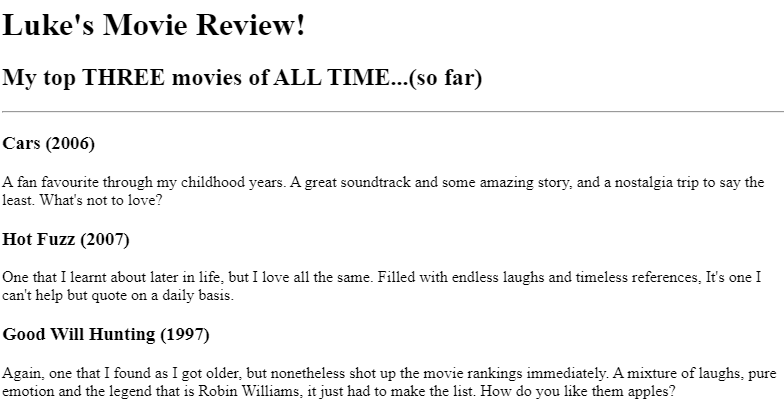 Luke's Movie Review!
My top THREE movies of ALL TIME...(so far)
Cars (2006)
A fan favourite through my childhood years. A great soundtrack and some amazing story, and a nostalgia trip to say the
least. What's not to love?
Hot Fuzz (2007)
One that I learnt about later in life, but I love all the same. Filled with endless laughs and timeless references, It's one I
can't help but quote on a daily basis.
Good Will Hunting (1997)
Again, one that I found as I got older, but nonetheless shot up the movie rankings immediately. A mixture of laughs, pure
emotion and the legend that is Robin Williams, it just had to make the list. How do you like them apples?